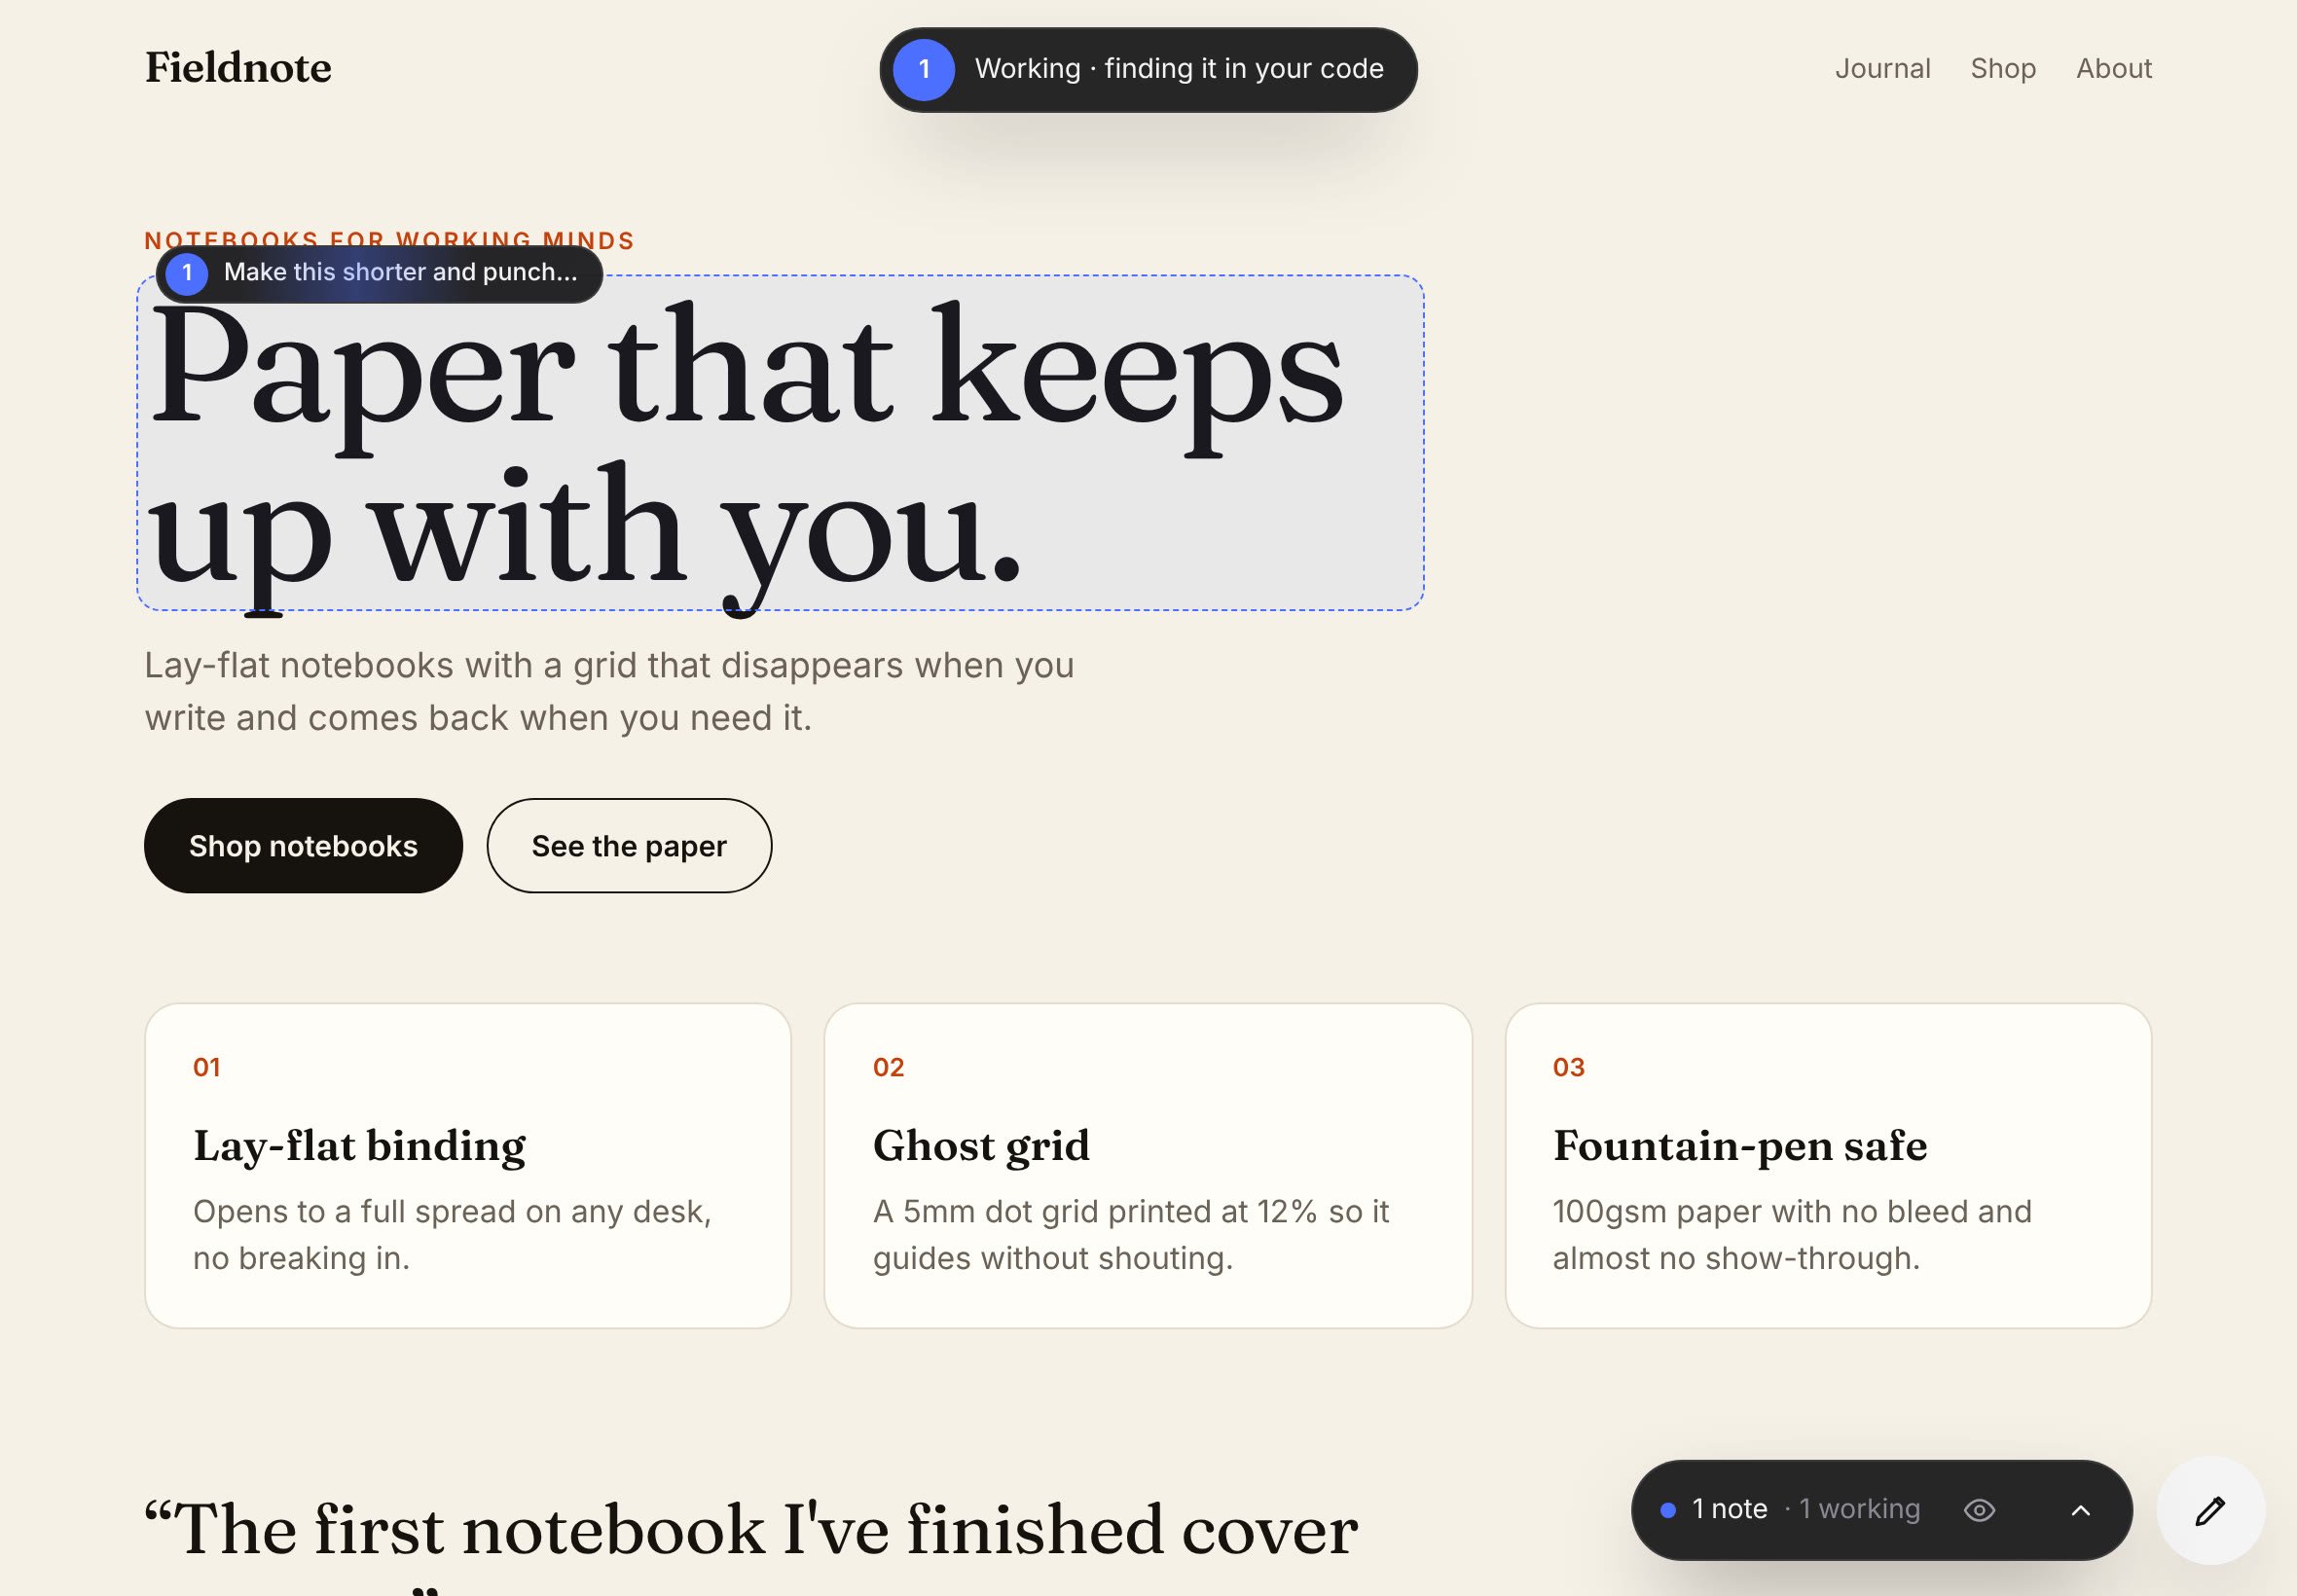 Fieldnote
1 Working · finding it in your code
Journal Shop About
NOTEBOOKS FOR WORKING MINDS
1 Make this shorter and punch...
Paper that keeps
up with you.
Lay-flat notebooks with a grid that disappears when you
write and comes back when you need it.
Shop notebooks See the paper
01
Lay-flat binding
Opens to a full spread on any desk,
no breaking in.
02
Ghost grid
A 5mm dot grid printed at 12% so it
guides without shouting.
03
Fountain-pen safe
100gsm paper with no bleed and
almost no show-through.
“The first notebook I've finished cover
1 note · 1 working